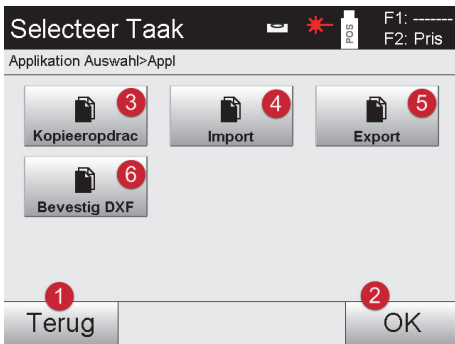 Selecteer Taak
POS
F1: -------
F2: Pris
Applikation Auswahl>Appl
3
Kopieeropdrac
4
Import
5
Export
6
Bevestig DXF
1
Terug
2
OK